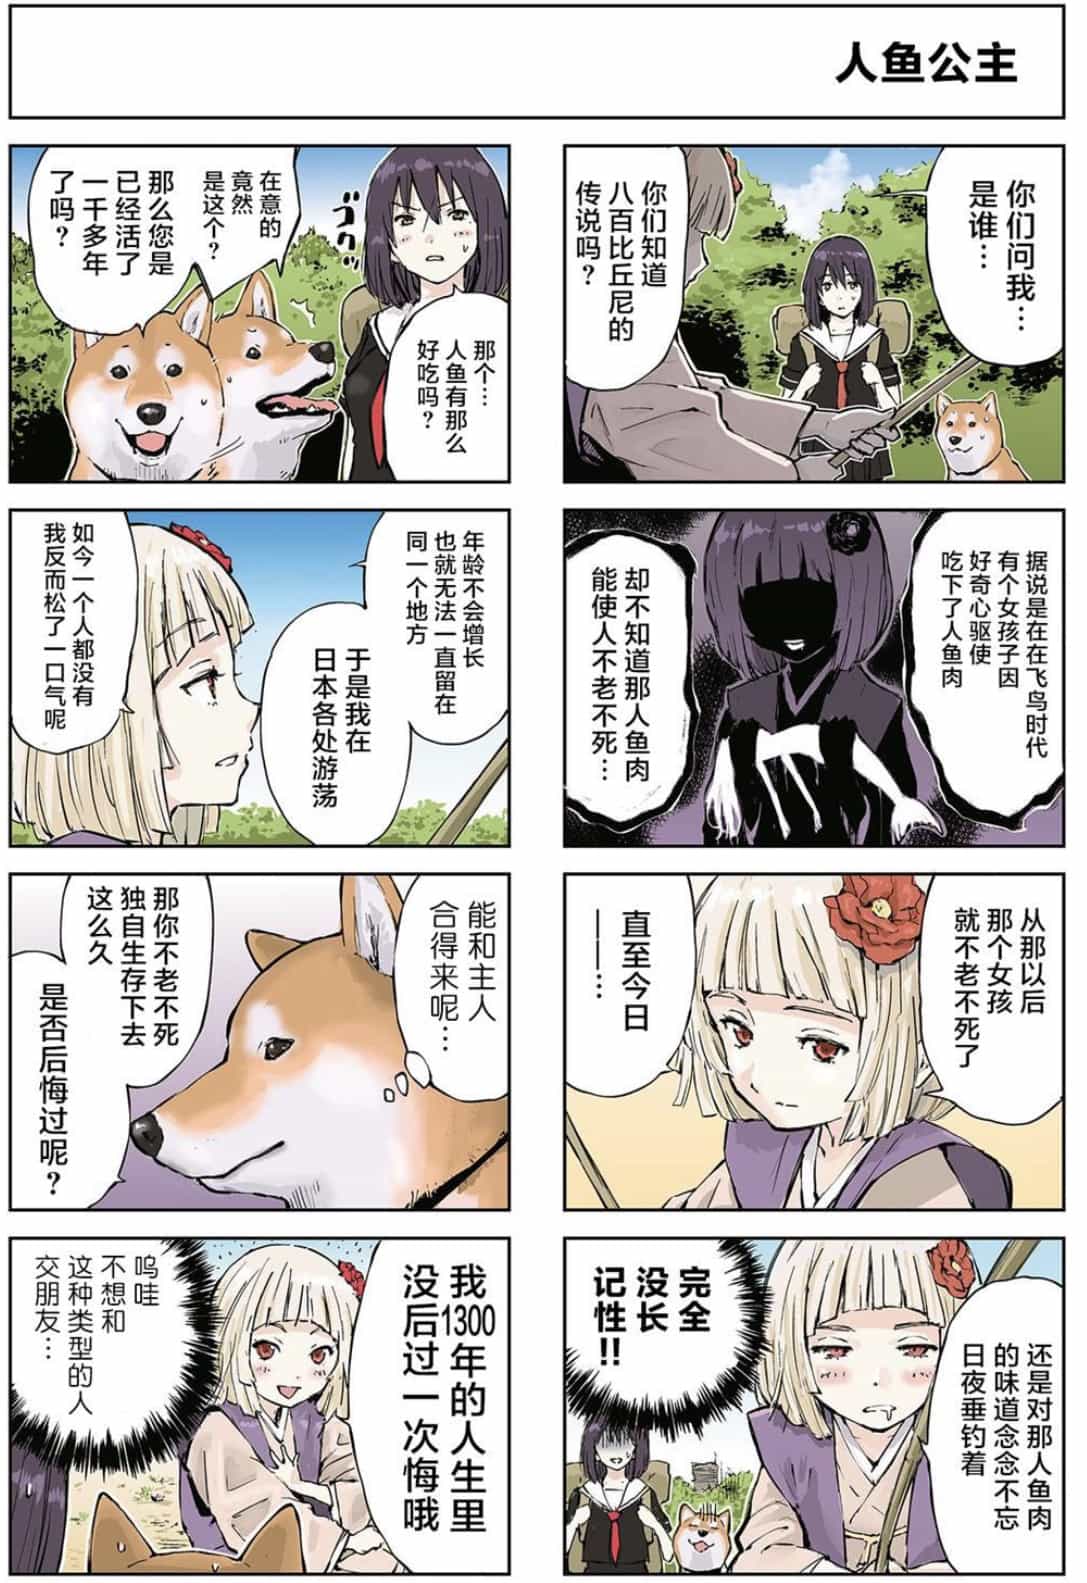 人鱼公主
你们问我…
是谁…
你们知道
八百比丘尼的
传说吗？
据说是在在飞鸟时代
有个女孩子因
好奇心驱使
吃下了人鱼肉
却不知道那人鱼肉
能使人不老不死…
从那以后
那个女孩
就不老不死了
直至今日
——…
还是对那人鱼肉
的味道念念不忘
日夜垂钓着
完全
没长
记性!!
那个…
人鱼有那么
好吃吗？
ゴクッ
在意的
竟然
是这个？
那么您是
已经活了
一千多年
了吗？
年龄不会增长
也就无法一直留在
同一个地方
于是我在
日本各处游荡
如今一个人都没有
我反而松了一口气呢
能和主人
合得来呢…
那你不老不死
独自生存下去
这么久
是否后悔过呢？
我1300年的人生里
没后过一次悔哦
呜哇
不想和
这种类型的人
交朋友…